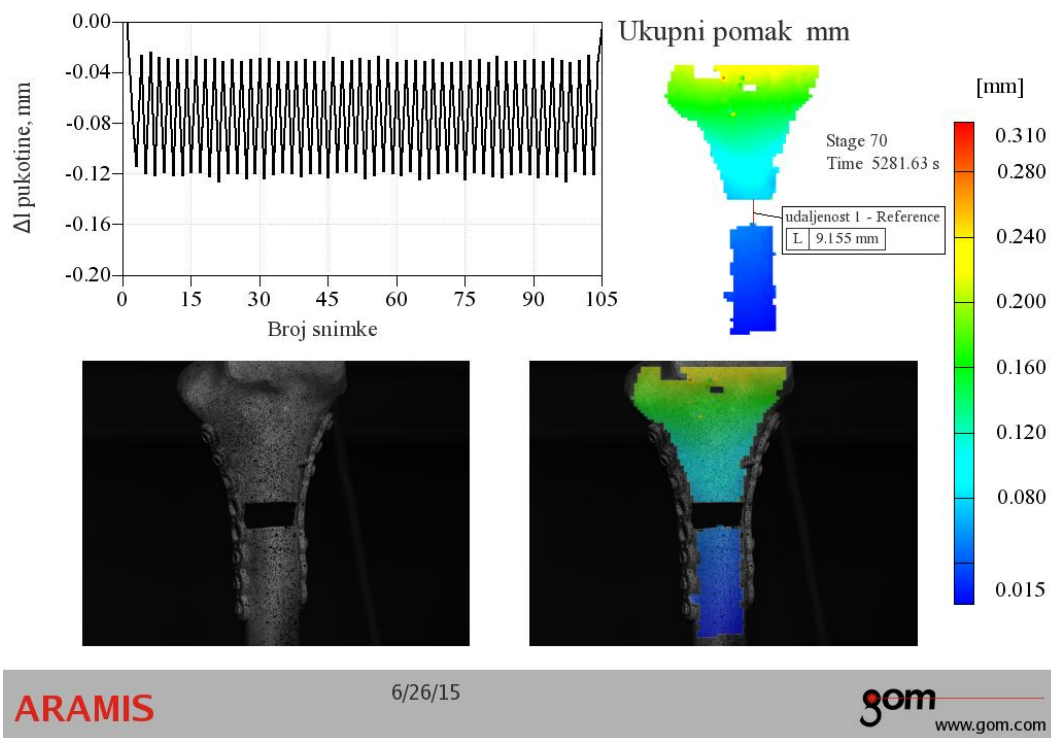 Ukupni pomak mm
Δl pukotine, mm
0.00
-0.04
-0.08
-0.12
-0.16
-0.20
0 15 30 45 60 75 90 105
Broj snimke
Stage 70
Time 5281.63 s
udaljenost 1 - Reference
L 9.155 mm
[mm]
0.310
0.280
0.240
0.200
0.160
0.120
0.080
0.015
ARAMIS
6/26/15
gom
www.gom.com